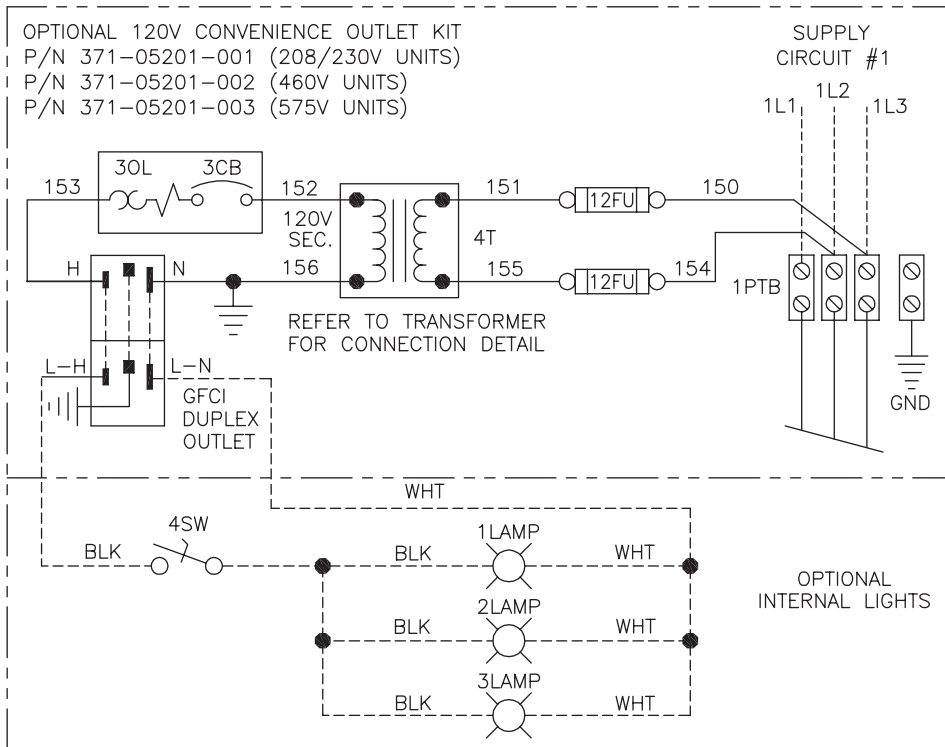 OPTIONAL 120V CONVENIENCE OUTLET KIT
P/N 371-05201-001 (208/230V UNITS)
P/N 371-05201-002 (460V UNITS)
P/N 371-05201-003 (575V UNITS)
SUPPLY
CIRCUIT #1
1L1
1L2
1L3
3OL
3CB
153
152
151
12FU
150
120V
SEC.
4T
H
N
156
155
12FU
154
1PTB
REFER TO TRANSFORMER
FOR CONNECTION DETAIL
L-H
L-N
GFCI
DUPLEX
OUTLET
GND
WHT
4SW
BLK
1LAMP
BLK
WHT
2LAMP
BLK
WHT
3LAMP
BLK
WHT
OPTIONAL
INTERNAL LIGHTS